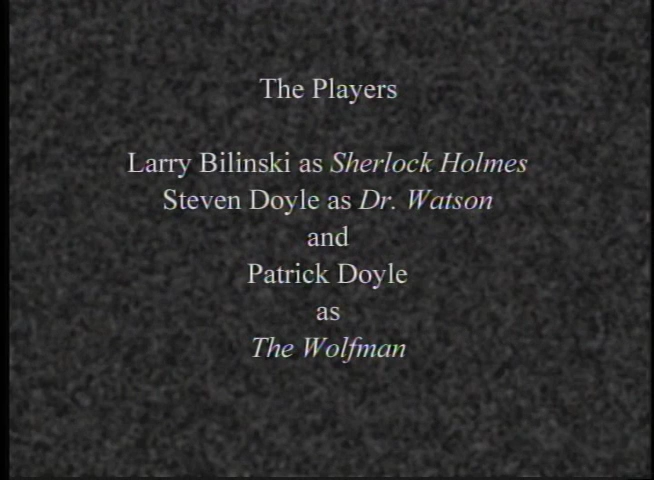 The Players
Larry Bilinski as Sherlock Holmes
Steven Doyle as Dr. Watson
and
Patrick Doyle
as
The Wolfman